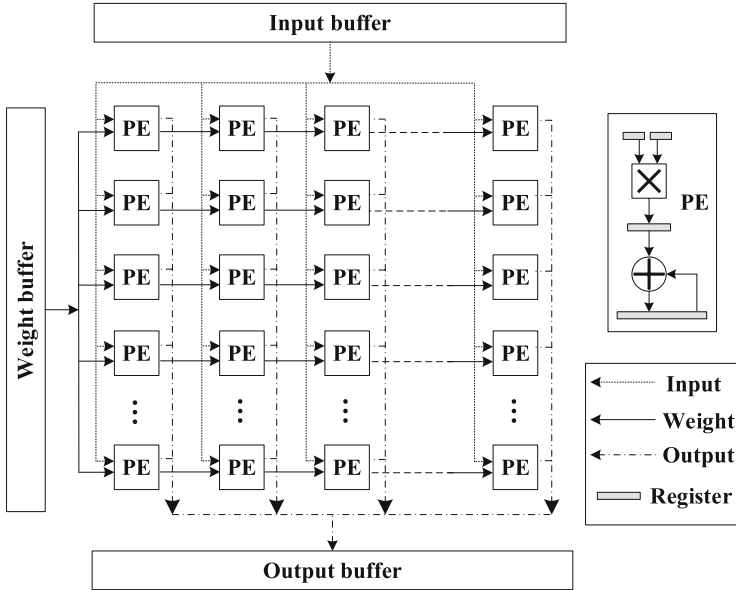 Input buffer
Weight buffer
PE PE PE PE
PE PE PE PE
PE PE PE PE
PE PE PE PE
PE PE PE PE
Output buffer
PE
Input
Weight
Output
Register